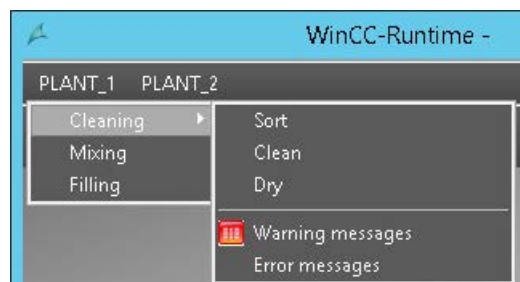 WinCC-Runtime -
PLANT_1 PLANT_2
Cleaning
Mixing
Filling
Sort
Clean
Dry
Warning messages
Error messages